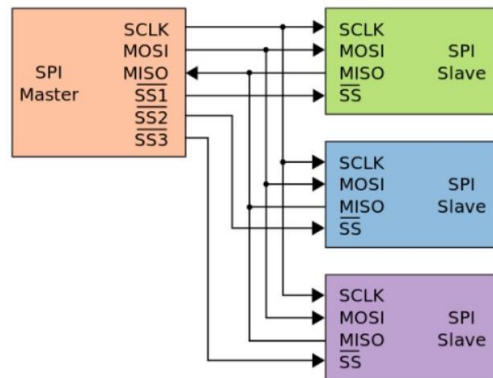 SCLK
MOSI
SPI MISO
Master SS1
SS2
SS3
SCLK
MOSI SPI
MISO Slave
SS
SCLK
MOSI SPI
MISO Slave
SS
SCLK
MOSI SPI
MISO Slave
SS